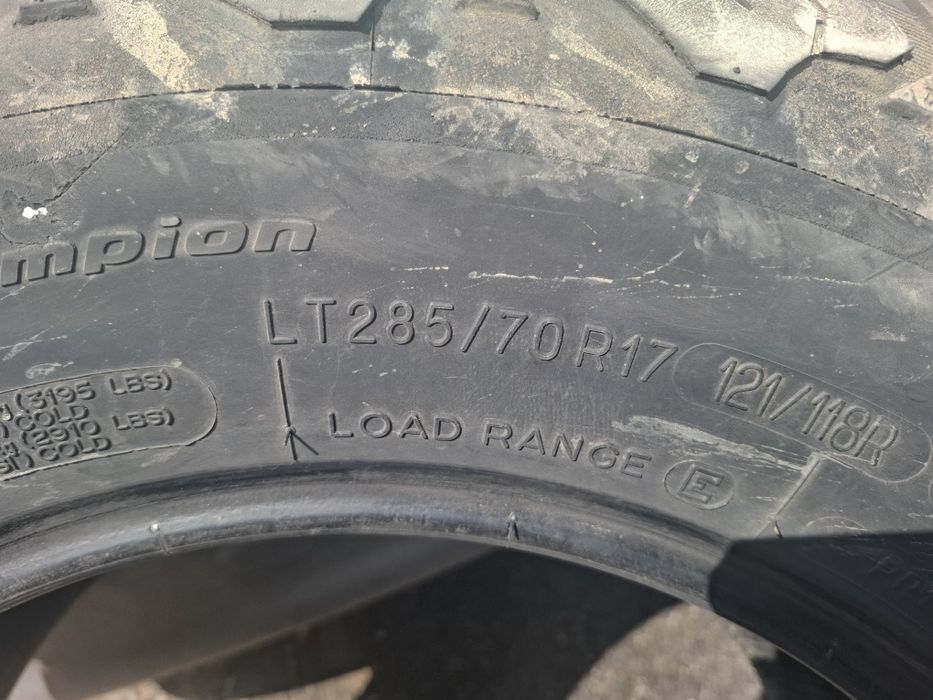 mpion
LT285/70R17 121/118R
(3195 LBS)
COLD
(2910 LBS)
COLD
LOAD RANGE E